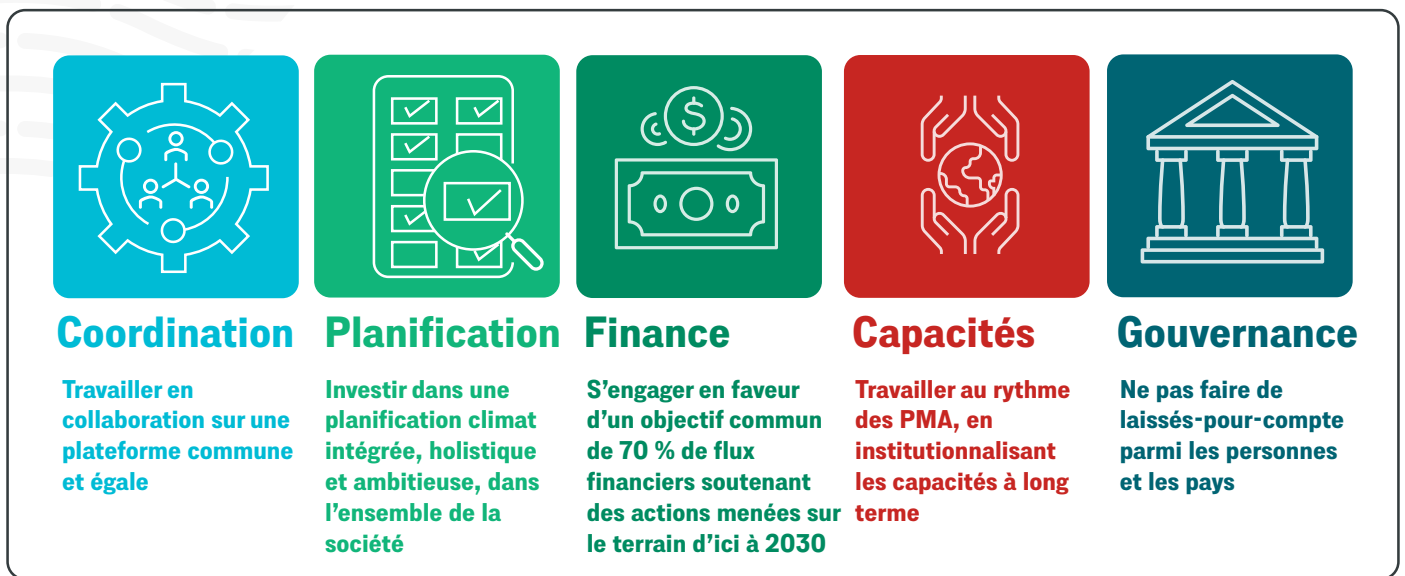 Coordination
Travailler en
collaboration sur une
plateforme commune
et égale
Planification
Investir dans une
planification climat
intégrée, holistique
et ambitieuse, dans
l’ensemble de la
société
Finance
S’engager en faveur
d’un objectif commun
de 70 % de flux
financiers soutenant
des actions menées sur
le terrain d’ici à 2030
Capacités
Travailler au rythme
des PMA, en
institutionnalisant
les capacités à long
terme
Gouvernance
Ne pas faire de
laissés-pour-compte
parmi les personnes
et les pays